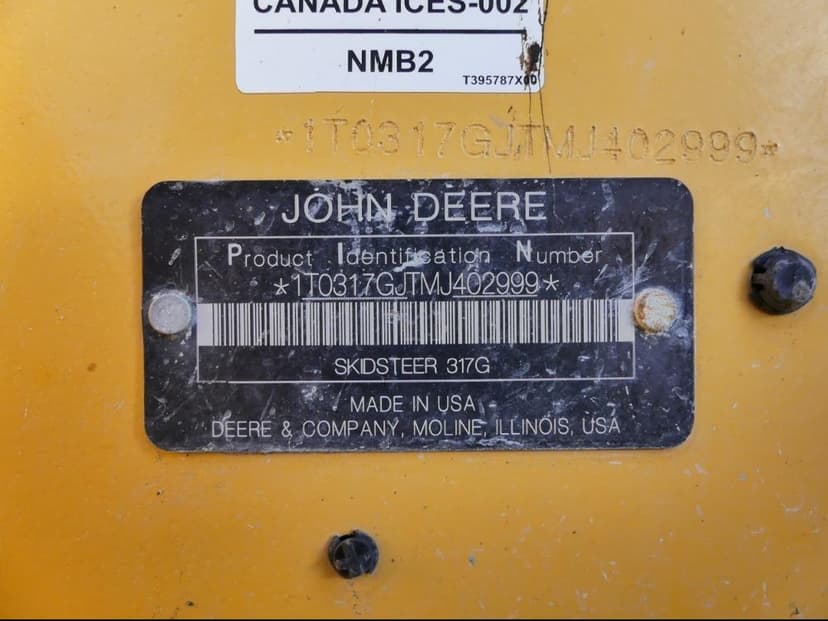 CANADA ICES-002
NMB2
T395787X00
*1T0317GJTMJ402999*
JOHN DEERE
Product Identification Number
*1T0317GJTMJ402999*
SKIDSTEER 317G
MADE IN USA
DEERE & COMPANY, MOLINE, ILLINOIS, USA